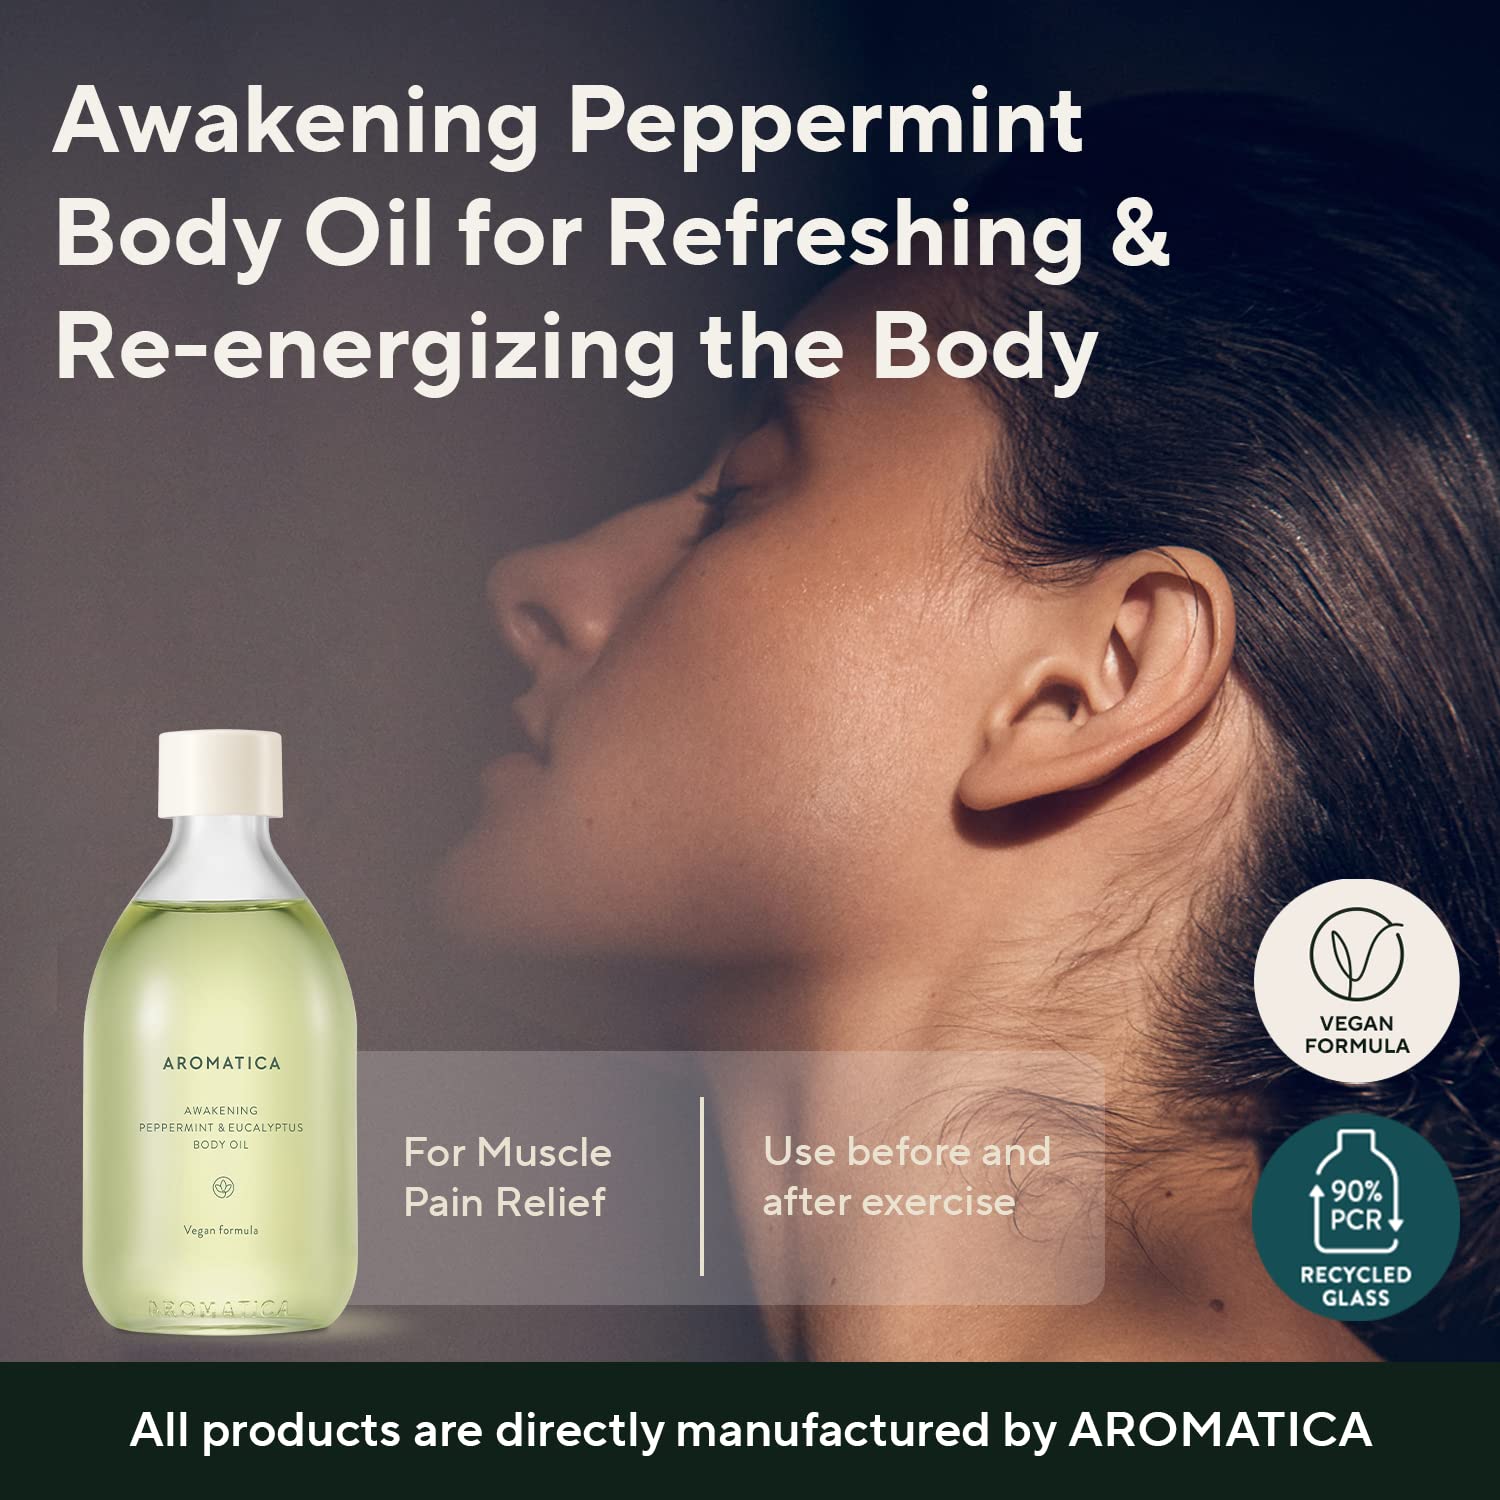 Awakening Peppermint
Body Oil for Refreshing &
Re-energizing the Body
AROMATICA
AWAKENING
PEPPERMINT & EUCALYPTUS
BODY OIL
Vegan formula
AROMATICA
For Muscle
Pain Relief
Use before and
after exercise
VEGAN
FORMULA
90%
PCR
RECYCLED
GLASS
All products are directly manufactured by AROMATICA